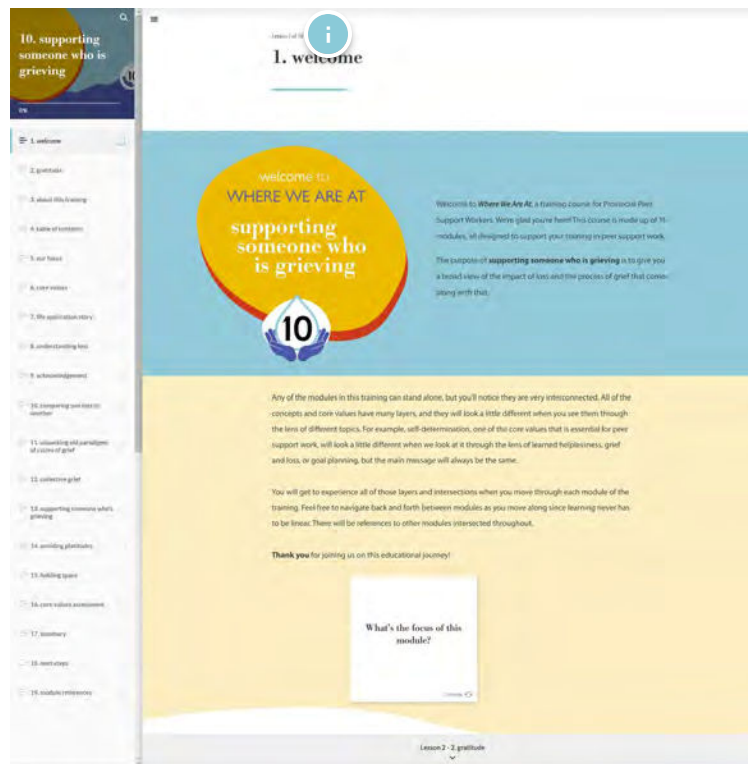 10. supporting
someone who is
grieving
10
0%
1. welcome
2. gratitude
3. about this training
4. table of contents
5. our focus
6. core values
7. life application story
8. understanding loss
9. acknowledgement
10. comparing one loss to
another
11. unpacking old paradigms
of stages of grief
12. collective grief
13. supporting someone who's
grieving
14. avoiding platitudes
15. holding space
16. core values assessment
17. summary
18. next steps
19. module references
Lesson 1 of 19
i
1. welcome
welcome to
WHERE WE ARE AT
supporting
someone who
is grieving
10
Welcome to Where We Are At, a training course for Provincial Peer
Support Workers. We're glad you're here! This course is made up of 11
modules, all designed to support your training in peer support work.
The purpose of supporting someone who is grieving is to give you
a broad view of the impact of loss and the process of grief that comes
along with that.
Any of the modules in this training can stand alone, but you'll notice they are very interconnected. All of the
concepts and core values have many layers, and they will look a little different when you see them through
the lens of different topics. For example, self-determination, one of the core values that is essential for peer
support work, will look a little different when we look at it through the lens of learned helplessness, grief
and loss, or goal planning, but the main message will always be the same.
You will get to experience all of those layers and intersections when you move through each module of the
training. Feel free to navigate back and forth between modules as you move along since learning never has
to be linear. There will be references to other modules intersected throughout.
Thank you for joining us on this educational journey!
What's the focus of this
module?
Lesson 2 - 2. gratitude